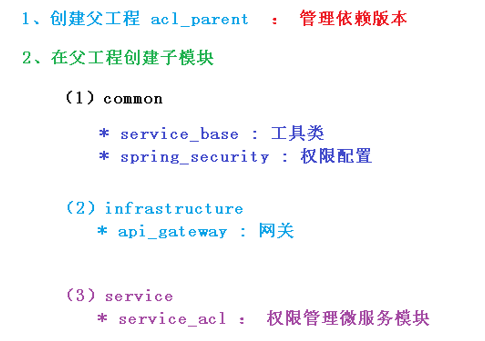 1、创建父工程 acl_parent ： 管理依赖版本
2、在父工程创建子模块
（1）common
* service_base : 工具类
* spring_security : 权限配置
（2）infrastructure
* api_gateway : 网关
（3）service
* service_acl： 权限管理微服务模块